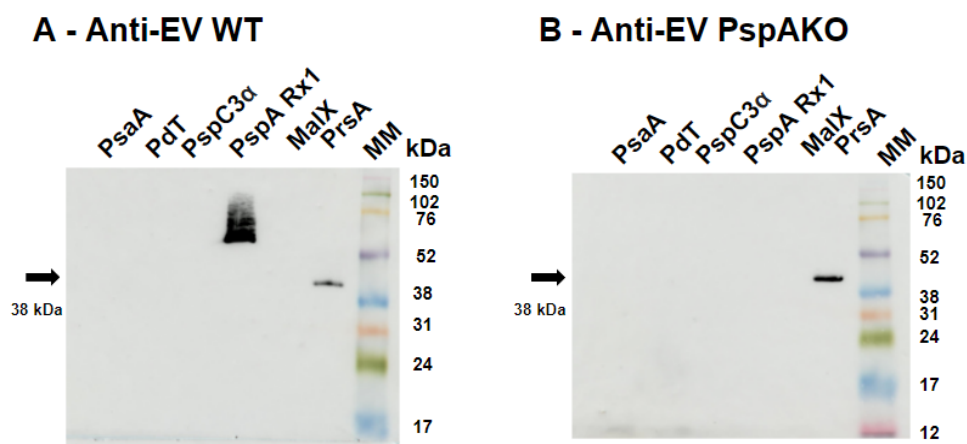 A - Anti-EV WT
PsaA PdT PspC3α PspA Rx1 MalX PrsA MM kDa
150
102
76
52
38
31
24
17
38 kDa
B - Anti-EV PspAKO
PsaA PdT PspC3α PspA Rx1 MalX PrsA MM kDa
150
102
76
52
38
31
24
17
12
38 kDa